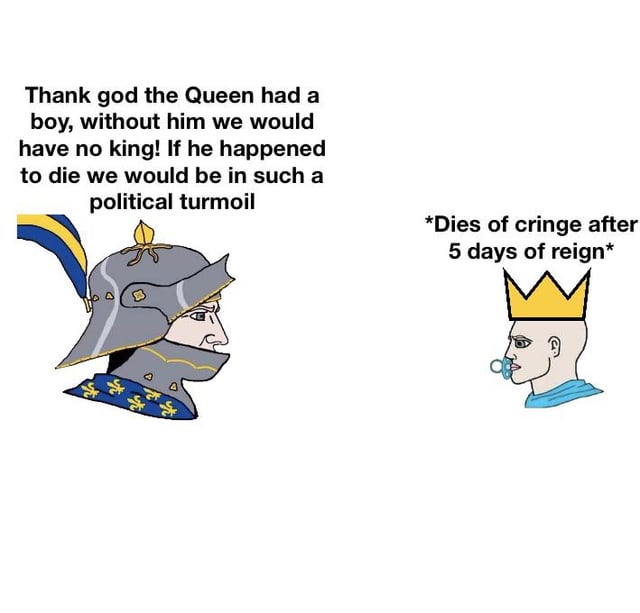 Thank god the Queen had a
boy, without him we would
have no king! If he happened
to die we would be in such a
political turmoil
*Dies of cringe after
5 days of reign*